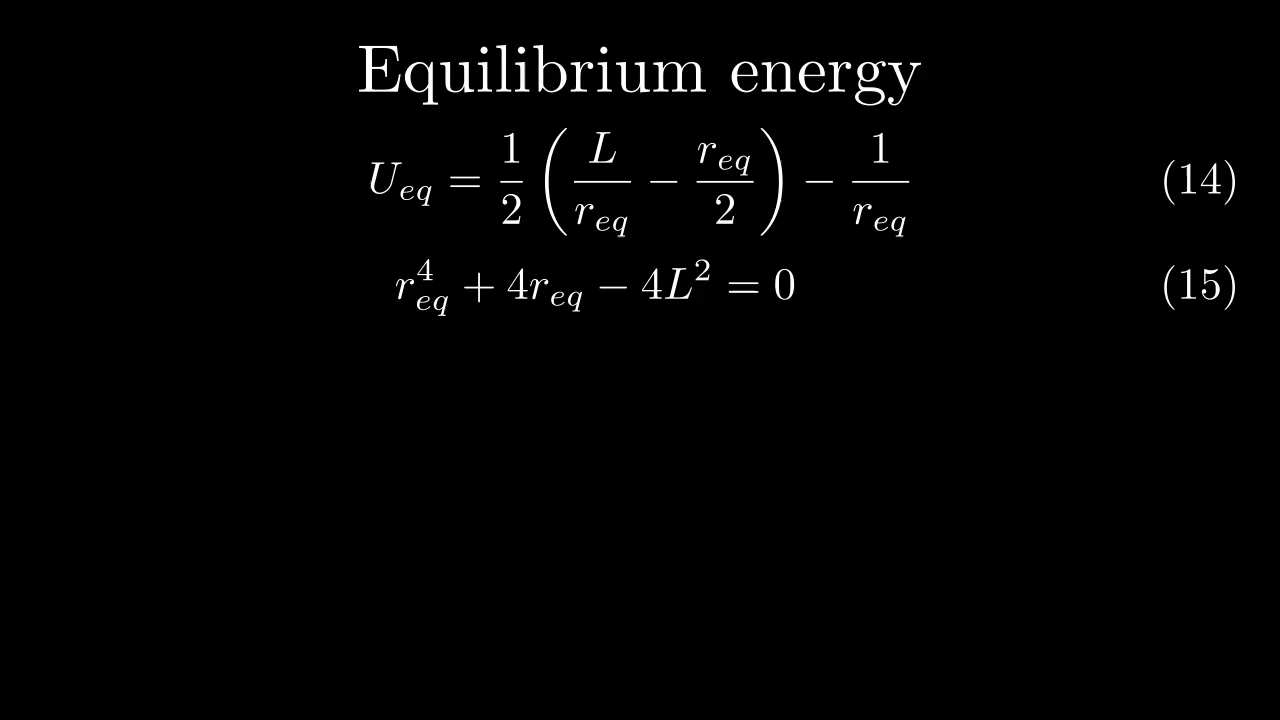 Equilibrium energy
$U_{eq} = \frac{1}{2} \left( \frac{L}{r_{eq}} - \frac{r_{eq}}{2} \right) - \frac{1}{r_{eq}}$ (14)
$r_{eq}^4 + 4r_{eq} - 4L^2 = 0$ (15)